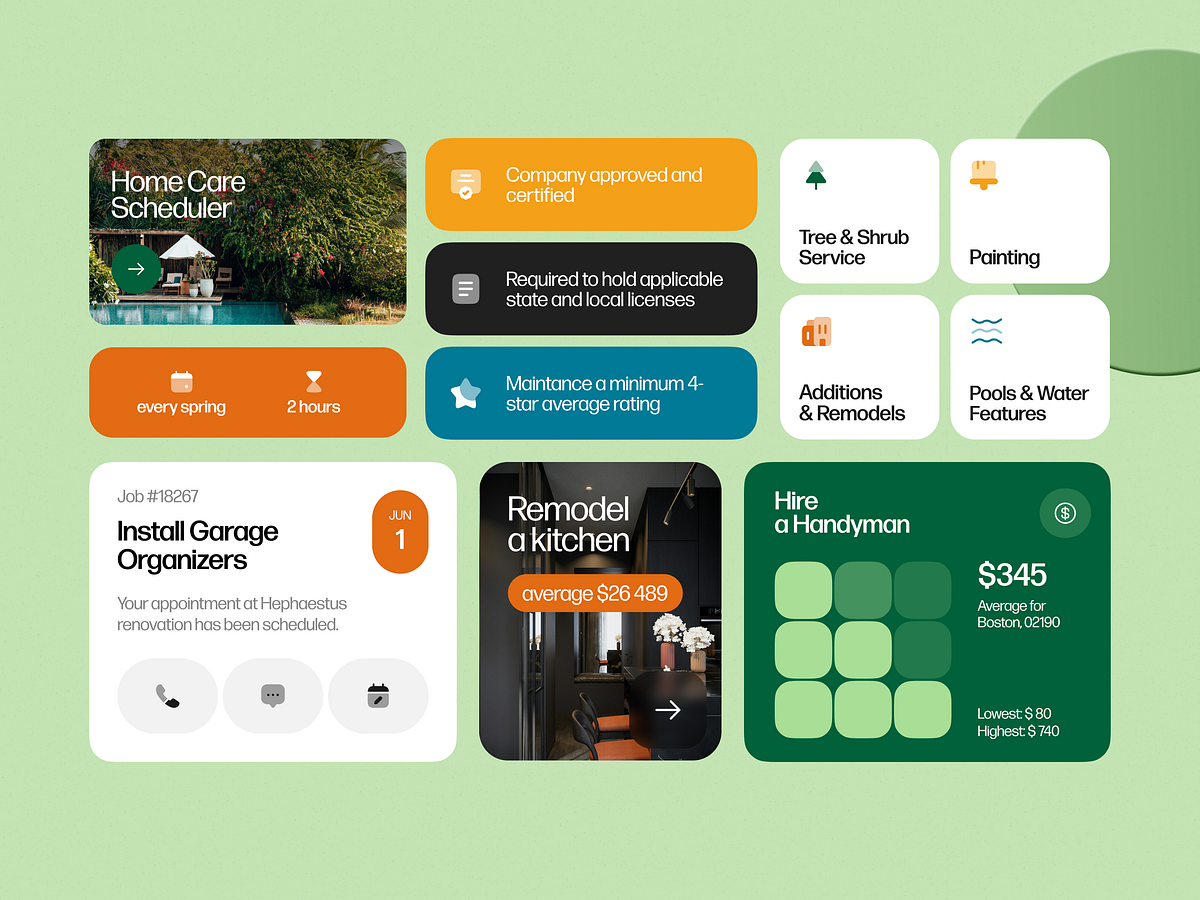 Home Care
Scheduler
every spring
2 hours
Company approved and
certified
Required to hold applicable
state and local licenses
Maintance a minimum 4-
star average rating
Tree & Shrub
Service
Painting
Additions
& Remodels
Pools & Water
Features
Job #18267
Install Garage
Organizers
JUN
1
Your appointment at Hephaestus
renovation has been scheduled.
Remodel
a kitchen
average $26 489
Hire
a Handyman
$
$345
Average for
Boston, 02190
Lowest: $ 80
Highest: $ 740